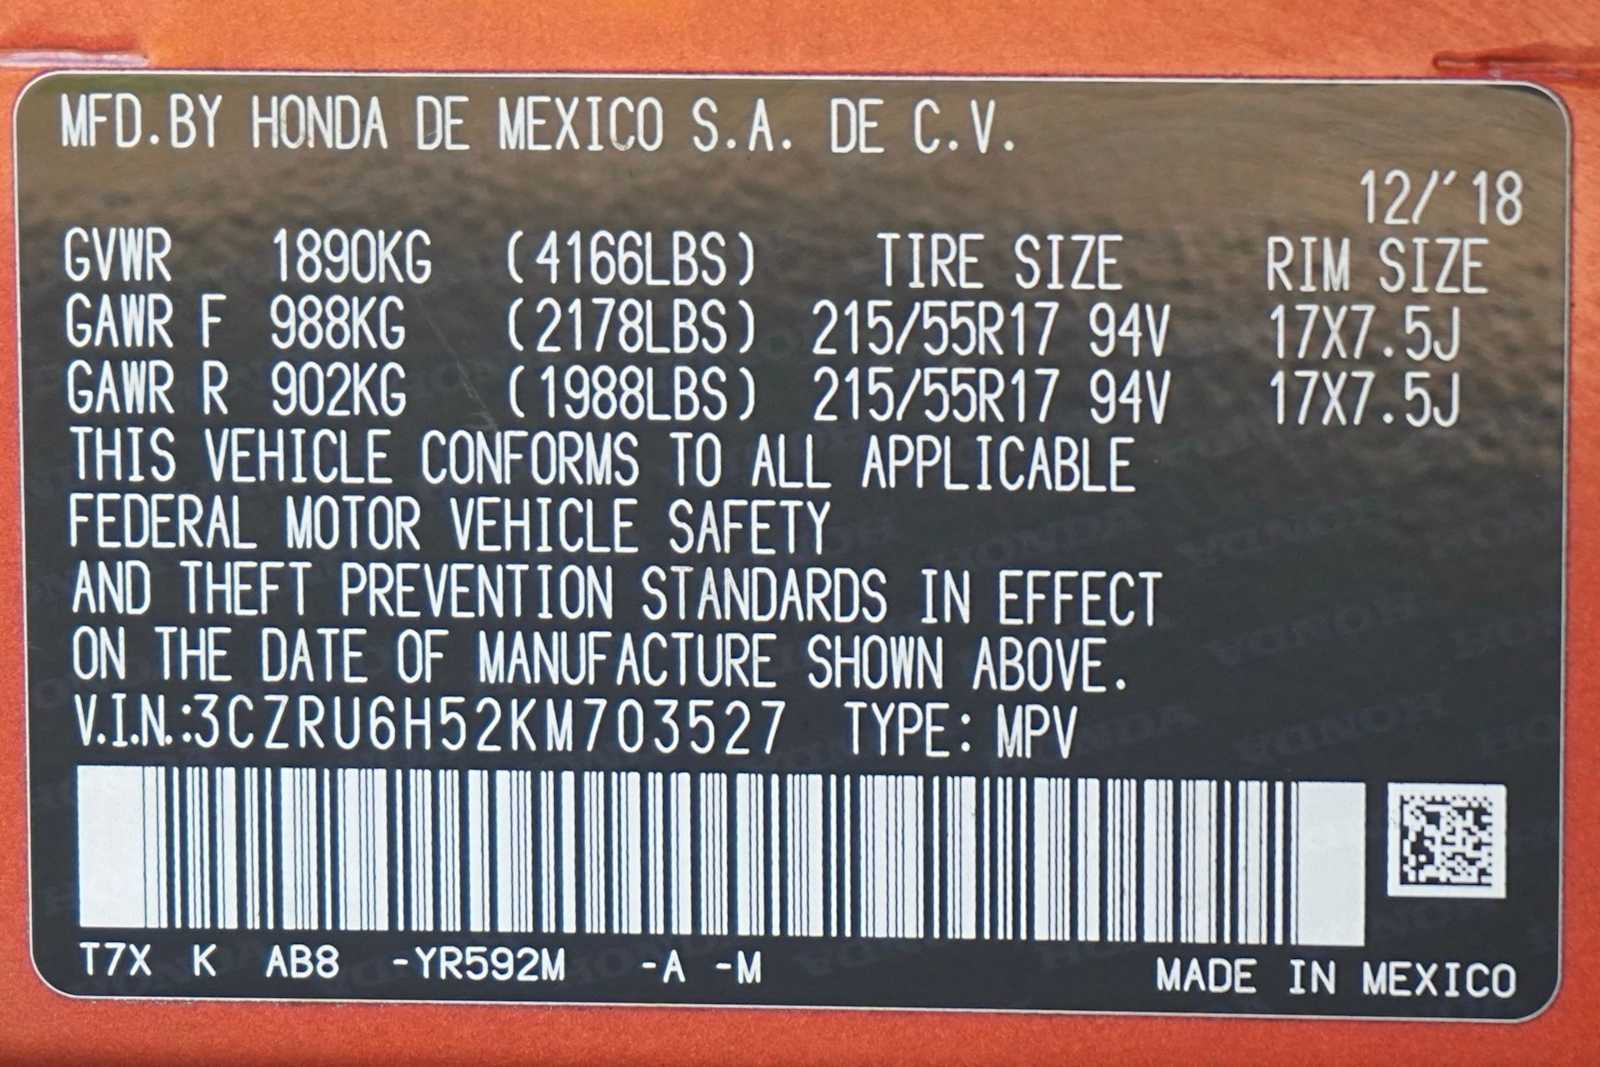 MFD.BY HONDA DE MEXICO S.A. DE C.V.
12/'18
GVWR 1890KG (4166LBS) TIRE SIZE RIM SIZE
GAWR F 988KG (2178LBS) 215/55R17 94V 17X7.5J
GAWR R 902KG (1988LBS) 215/55R17 94V 17X7.5J
THIS VEHICLE CONFORMS TO ALL APPLICABLE
FEDERAL MOTOR VEHICLE SAFETY
AND THEFT PREVENTION STANDARDS IN EFFECT
ON THE DATE OF MANUFACTURE SHOWN ABOVE.
V.I.N.:3CZRU6H52KM703527 TYPE: MPV
T7X K AB8 -YR592M -A -M
MADE IN MEXICO